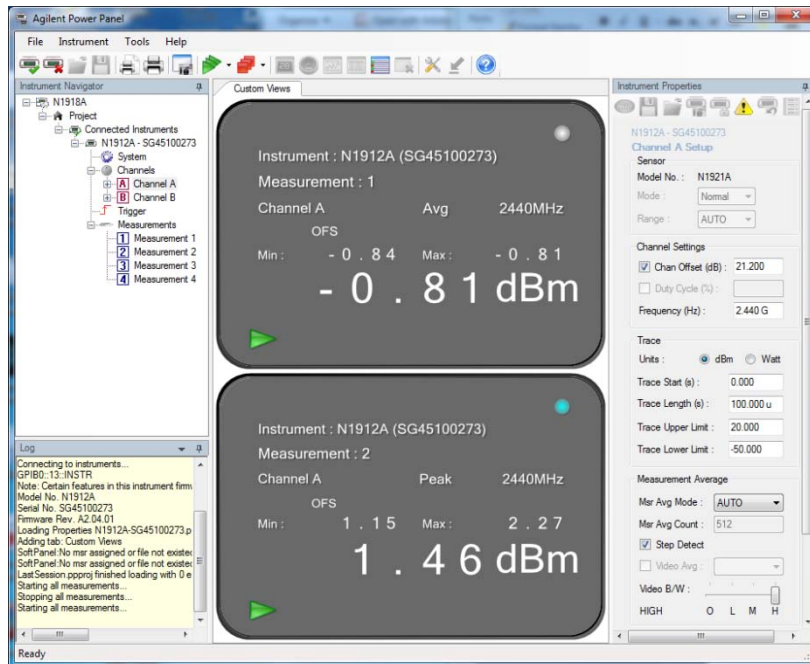 Agilent Power Panel
File Instrument Tools Help
Instrument Navigator
N1918A
Project
Connected Instruments
N1912A - SG45100273
System
Channels
A Channel A
B Channel B
Trigger
Measurements
1 Measurement 1
2 Measurement 2
3 Measurement 3
4 Measurement 4
Log
Connecting to instruments...
GPIB0::13::INSTR
Note: Certain features in this instrument firm
Model No. N1912A
Serial No. SG45100273
Firmware Rev. A2.04.01
Loading Properties N1912A-SG45100273.p
Adding tab: Custom Views
SoftPanel:No msr assigned or file not existed
SoftPanel:No msr assigned or file not existed
LastSession.ppproj finished loading with 0 e
Starting all measurements...
Stopping all measurements...
Starting all measurements...
Ready
Custom Views
Instrument : N1912A (SG45100273)
Measurement : 1
Channel A Avg 2440MHz
OFS
Min : - 0 . 84 Max : - 0 . 81
- 0 . 81 dBm
Instrument : N1912A (SG45100273)
Measurement : 2
Channel A Peak 2440MHz
OFS
Min : 1 . 15 Max : 2 . 27
1 . 46 dBm
Instrument Properties
N1912A - SG45100273
Channel A Setup
Sensor
Model No. : N1921A
Mode : Normal
Range : AUTO
Channel Settings
Chan Offset (dB) : 21.200
Duty Cycle (%) :
Frequency (Hz) : 2.440 G
Trace
Units : dBm Watt
Trace Start (s) : 0.000
Trace Length (s) : 100.000 u
Trace Upper Limit : 20.000
Trace Lower Limit : -50.000
Measurement Average
Msr Avg Mode : AUTO
Msr Avg Count : 512
Step Detect
Video Avg :
Video B/W :
HIGH O L M H